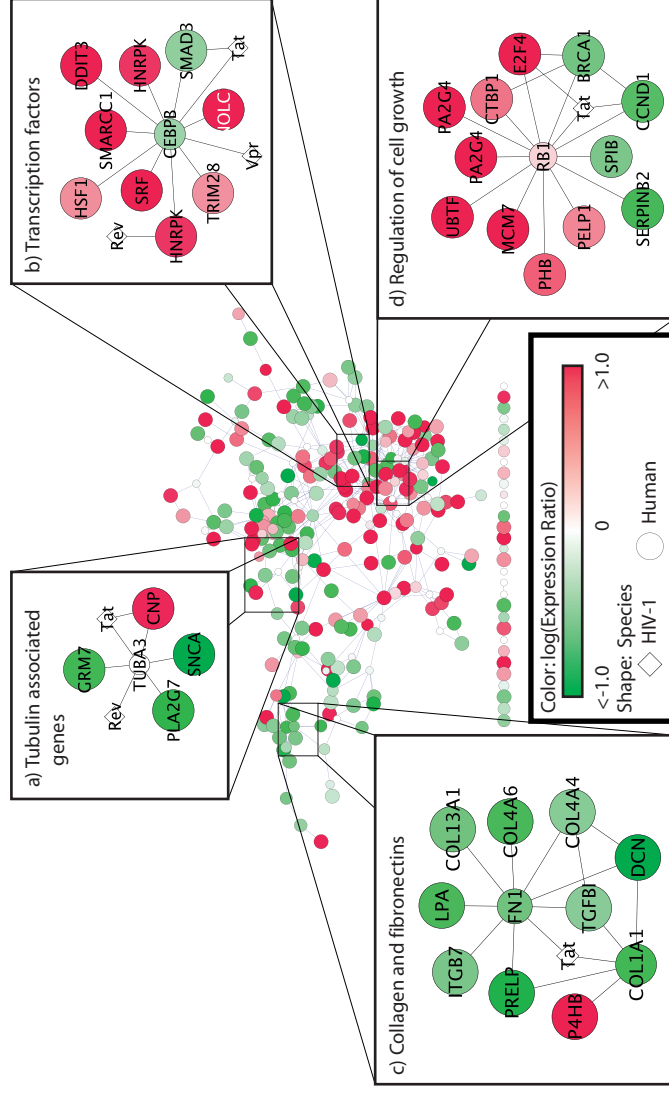 a) Tubulin associated
genes
GRM7
Tat
CNP
Rev
TUBA3
PLA2G7
SNCA
b) Transcription factors
DDIT3
HNRPK
SMAD3
Tat
HSF1
SMARCC1
CEBPB
NOLC
Rev
SRF
HNRPK
TRIM28
Vpr
c) Collagen and fibronectins
LPA
COL13A1
ITGB7
FN1
COL4A6
PRELP
COL4A4
Tat
TGFBI
P4HB
COL1A1
DCN
d) Regulation of cell growth
PA2G4
E2F4
CTBP1
BRCA1
UBTF
PA2G4
Tat
MCM7
RB1
CCND1
PHB
PELP1
SPIB
SERPINB2
Color: log(Expression Ratio)
<-1.0
0
>1.0
Shape: Species
HIV-1
Human